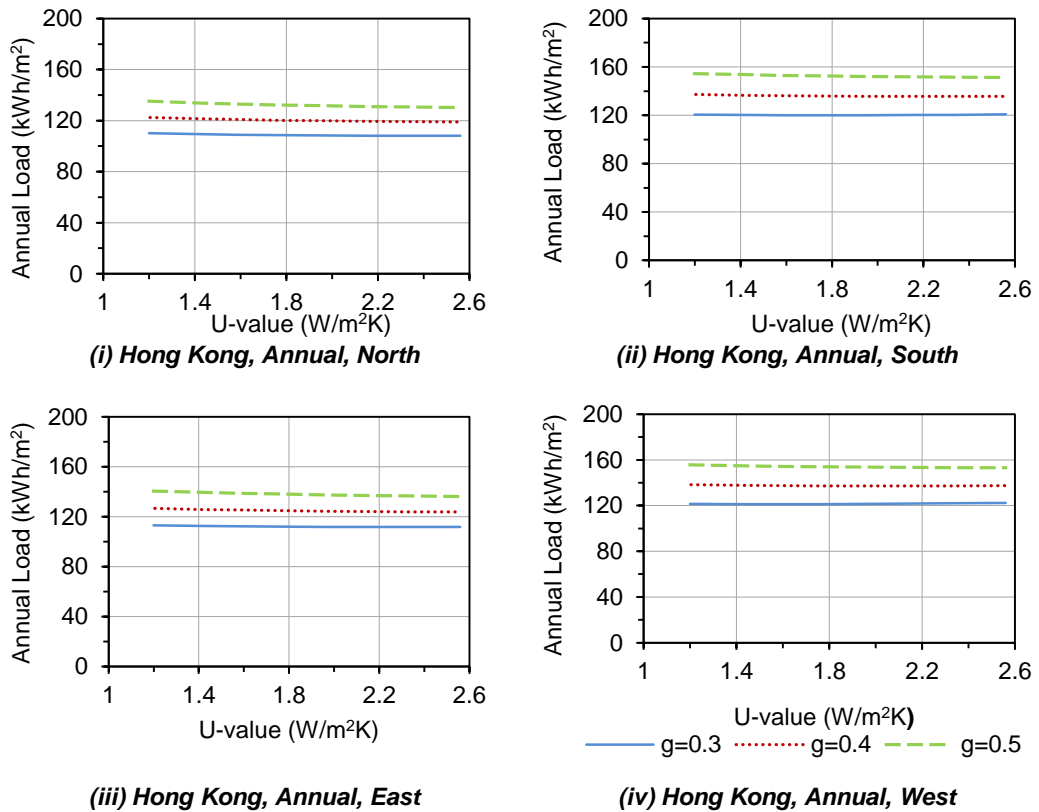 Annual Load (kWh/m²)
200
160
120
80
40
0
1 1.4 1.8 2.2 2.6
U-value (W/m²K)
(i) Hong Kong, Annual, North
Annual Load (kWh/m²)
200
160
120
80
40
0
1 1.4 1.8 2.2 2.6
U-value (W/m²K)
(ii) Hong Kong, Annual, South
Annual Load (kWh/m²)
200
160
120
80
40
0
1 1.4 1.8 2.2 2.6
U-value (W/m²K)
(iii) Hong Kong, Annual, East
Annual Load (kWh/m²)
200
160
120
80
40
0
1 1.4 1.8 2.2 2.6
U-value (W/m²K)
g=0.3 g=0.4 g=0.5
(iv) Hong Kong, Annual, West